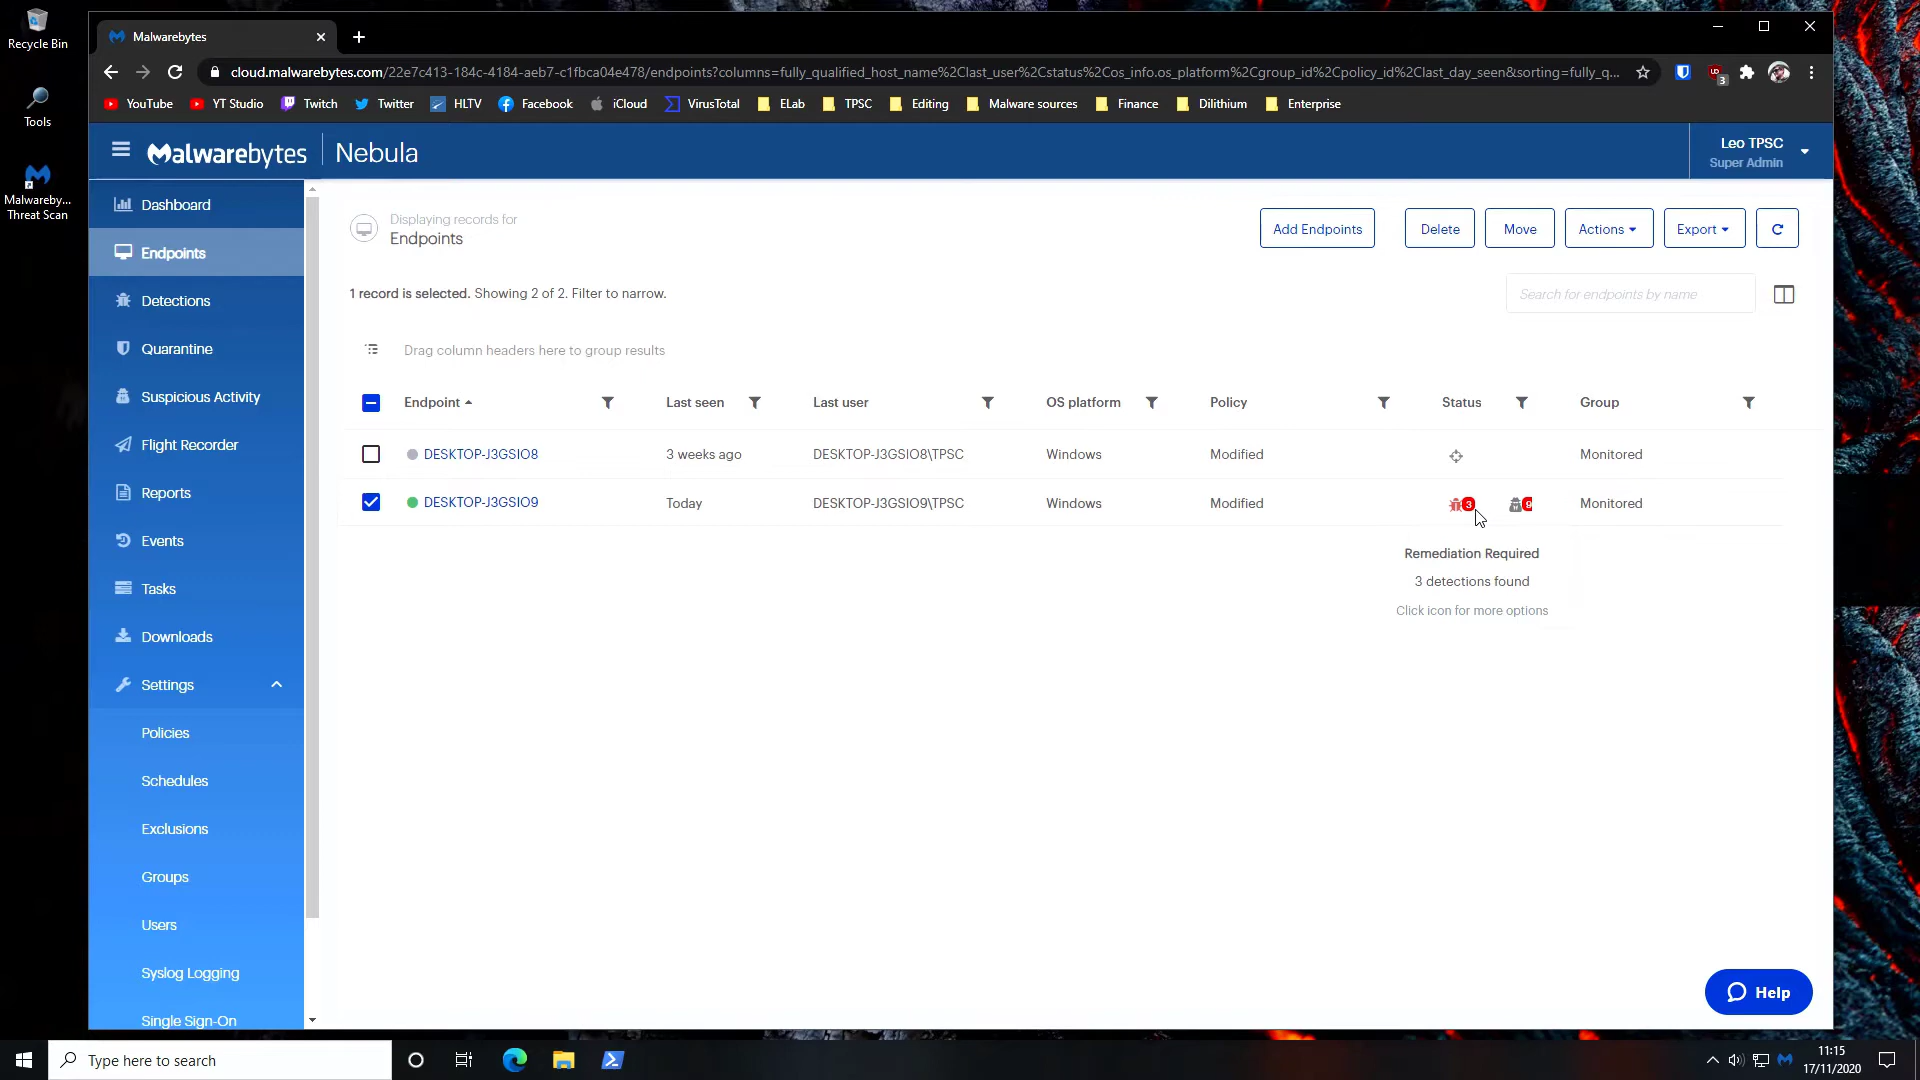 Recycle Bin
Tools
Malwareby...
Threat Scan
Malwarebytes
cloud.malwarebytes.com/22e7c413-184c-4184-aeb7-c1fbca04e478/endpoints?columns=fully_qualified_host_name%2Clast_user%2Cstatus%2Cos_info.os_platform%2Cgroup_id%2Cpolicy_id%2Clast_day_seen&sorting=fully_q...
3
YouTube YT Studio Twitch Twitter HLTV Facebook iCloud VirusTotal ELab TPSC Editing Malware sources Finance Dilithium Enterprise
Malwarebytes Nebula
Leo TPSC
Super Admin
Dashboard
Endpoints
Detections
Quarantine
Suspicious Activity
Flight Recorder
Reports
Events
Tasks
Downloads
Settings
Policies
Schedules
Exclusions
Groups
Users
Syslog Logging
Single Sign-On
Displaying records for
Endpoints
Add Endpoints Delete Move Actions Export
1 record is selected. Showing 2 of 2. Filter to narrow.
Search for endpoints by name
Drag column headers here to group results
Endpoint Last seen Last user OS platform Policy Status Group
DESKTOP-J3GSIO8 3 weeks ago DESKTOP-J3GSIO8\TPSC Windows Modified Monitored
DESKTOP-J3GSIO9 Today DESKTOP-J3GSIO9\TPSC Windows Modified 3 Monitored
Remediation Required
3 detections found
Click icon for more options
Help
Type here to search
11:15
17/11/2020